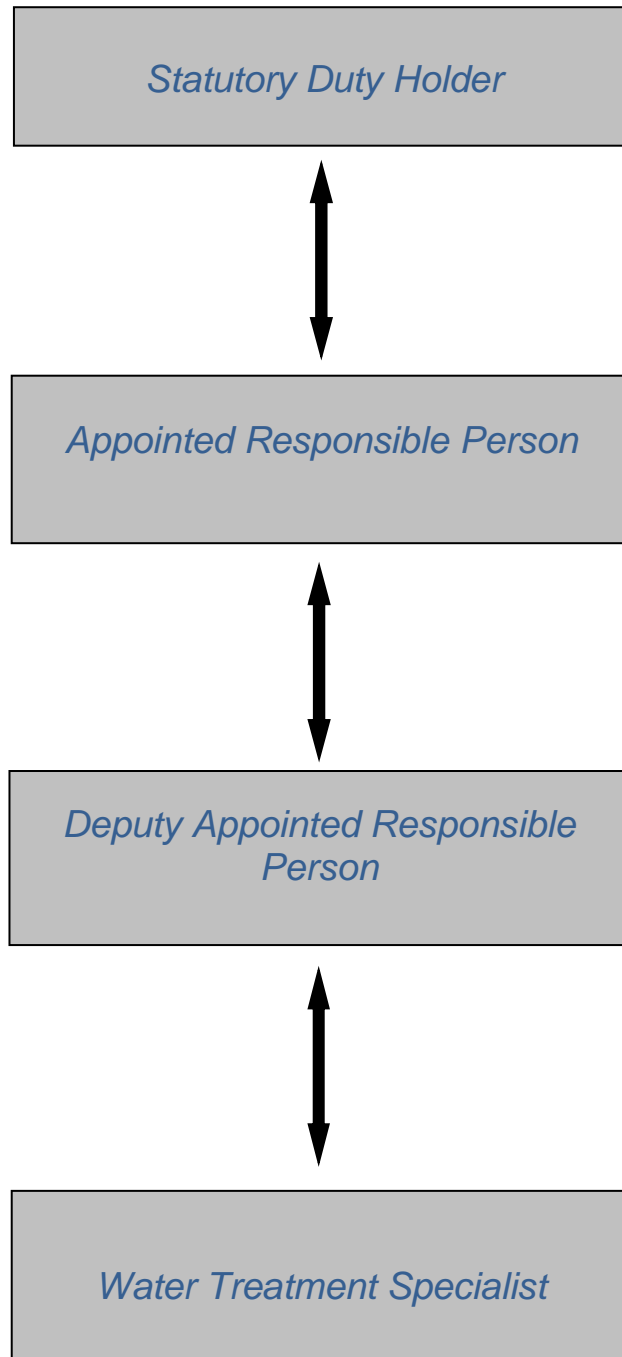 Statutory Duty Holder
Appointed Responsible Person
Deputy Appointed Responsible
Person
Water Treatment Specialist